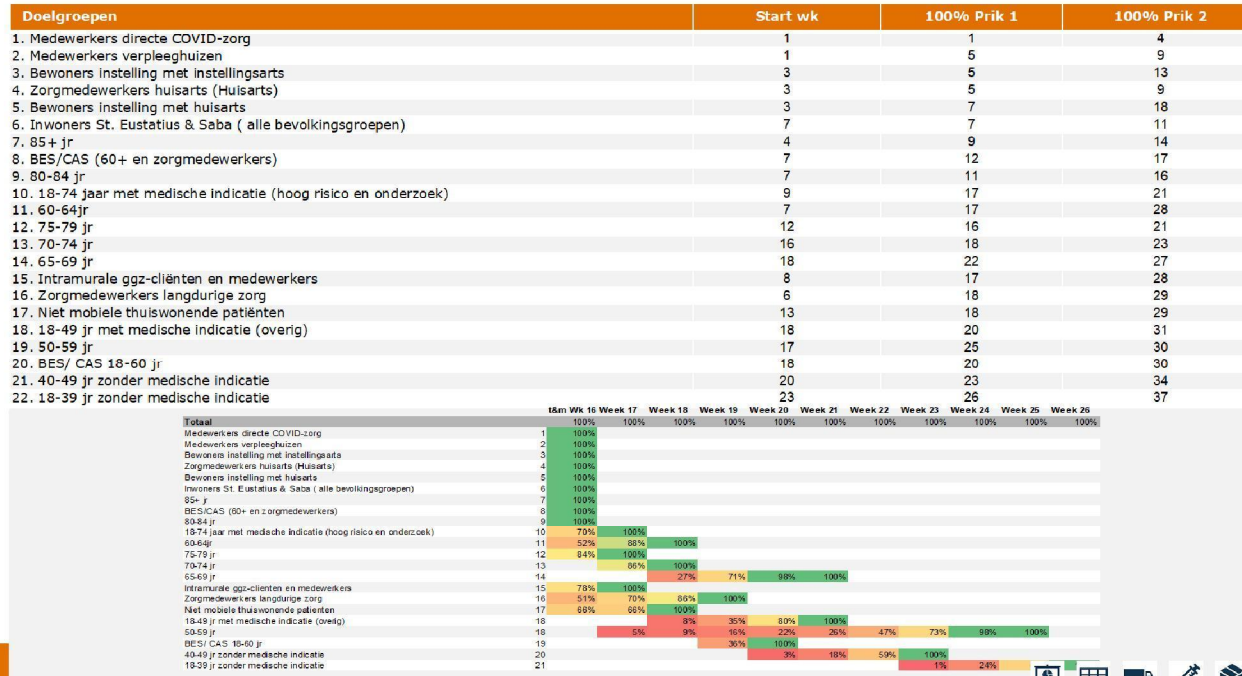 Doelgroepen Start wk 100% Prik 1 100% Prik 2
1. Medewerkers directe COVID-zorg 1 1 4
2. Medewerkers verpleeghuizen 1 5 9
3. Bewoners instelling met instellingsarts 3 5 13
4. Zorgmedewerkers huisarts (Huisarts) 3 5 9
5. Bewoners instelling met huisarts 3 7 18
6. Inwoners St. Eustatius & Saba ( alle bevolkingsgroepen) 7 7 11
7. 85+ jr 4 9 14
8. BES/CAS (60+ en zorgmedewerkers) 7 12 17
9. 80-84 jr 7 11 16
10. 18-74 jaar met medische indicatie (hoog risico en onderzoek) 9 17 21
11. 60-64jr 7 17 28
12. 75-79 jr 12 16 21
13. 70-74 jr 16 18 23
14. 65-69 jr 18 22 27
15. Intramurale ggz-cliënten en medewerkers 8 17 28
16. Zorgmedewerkers langdurige zorg 6 18 29
17. Niet mobiele thuiswonende patiënten 13 18 29
18. 18-49 jr met medische indicatie (overig) 18 20 31
19. 50-59 jr 17 25 30
20. BES/ CAS 18-60 jr 18 20 30
21. 40-49 jr zonder medische indicatie 20 23 34
22. 18-39 jr zonder medische indicatie 23 26 37
t&m Wk 16 Week 17 Week 18 Week 19 Week 20 Week 21 Week 22 Week 23 Week 24 Week 25 Week 26
Totaal 100% 100% 100% 100% 100% 100% 100% 100% 100% 100% 100%
Medewerkers directe COVID-zorg 1 100%
Medewerkers verpleeghuizen 2 100%
Bewoners instelling met instellingsarts 3 100%
Zorgmedewerkers huisarts (Huisarts) 4 100%
Bewoners instelling met huisarts 5 100%
Inwoners St. Eustatius & Saba ( alle bevolkingsgroepen) 6 100%
85+ jr 7 100%
BES/CAS (60+ en zorgmedewerkers) 8 100%
80-84 jr 9 100%
18-74 jaar met medische indicatie (hoog risico en onderzoek) 10 70% 100%
60-64jr 11 52% 88% 100%
75-79 jr 12 84% 100%
70-74 jr 13 86% 100%
65-69 jr 14 27% 71% 98% 100%
Intramurale ggz-clienten en medewerkers 15 78% 100%
Zorgmedewerkers langdurige zorg 16 51% 70% 86% 100%
Niet mobiele thuiswonende patienten 17 66% 66% 100%
18-49 jr met medische indicatie (overig) 18 8% 35% 80% 100%
50-59 jr 18 5% 9% 16% 22% 26% 47% 73% 98% 100%
BES/ CAS 18-60 jr 19 36% 100%
40-49 jr zonder medische indicatie 20 3% 18% 59% 100%
18-39 jr zonder medische indicatie 21 1% 24%